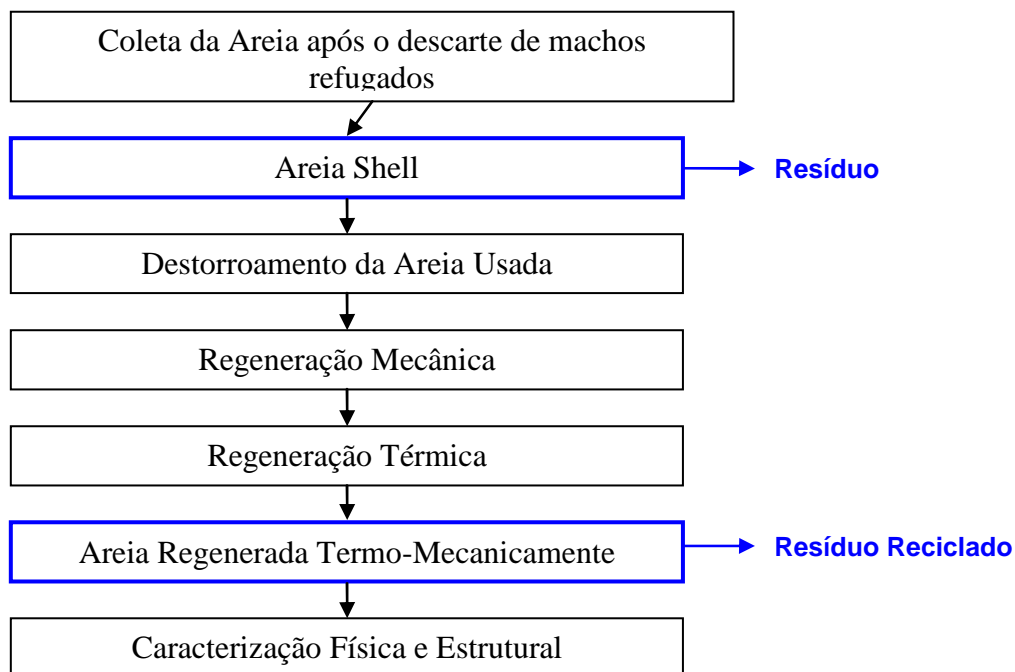 Coleta da Areia após o descarte de machos
refugados
Areia Shell
Resíduo
Destorroamento da Areia Usada
Regeneração Mecânica
Regeneração Térmica
Areia Regenerada Termo-Mecanicamente
Resíduo Reciclado
Caracterização Física e Estrutural